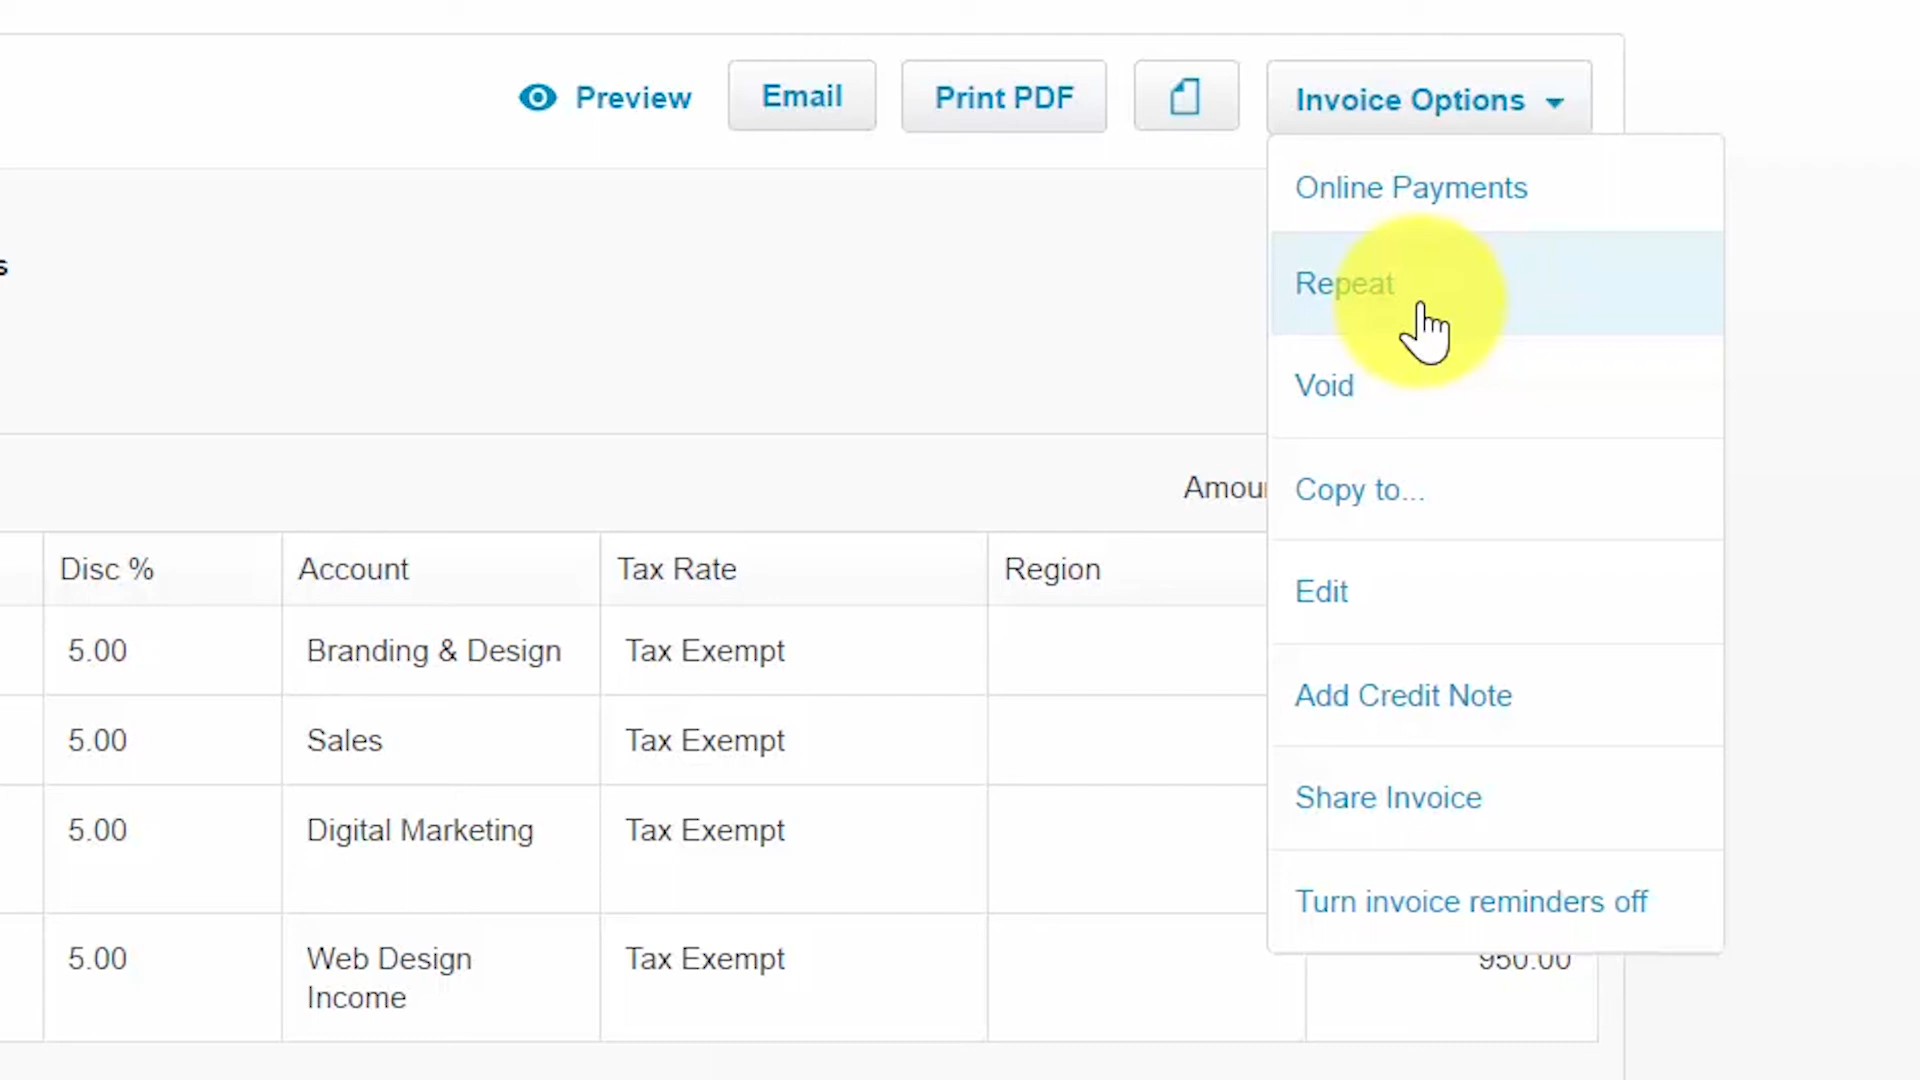 Preview Email Print PDF Invoice Options
Online Payments
s
Repeat
Void
Amou
Copy to...
Disc % Account Tax Rate Region
Edit
5.00 Branding & Design Tax Exempt
Add Credit Note
5.00 Sales Tax Exempt
Share Invoice
5.00 Digital Marketing Tax Exempt
Turn invoice reminders off
5.00 Web Design Tax Exempt 950.00
Income